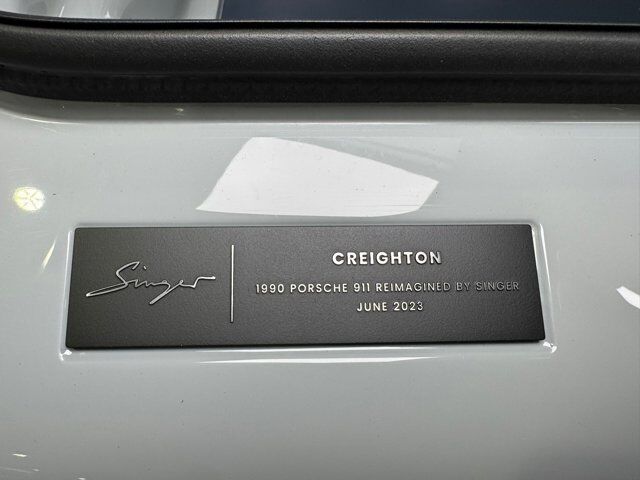 Singer
CREIGHTON
1990 PORSCHE 911 REIMAGINED BY SINGER
JUNE 2023